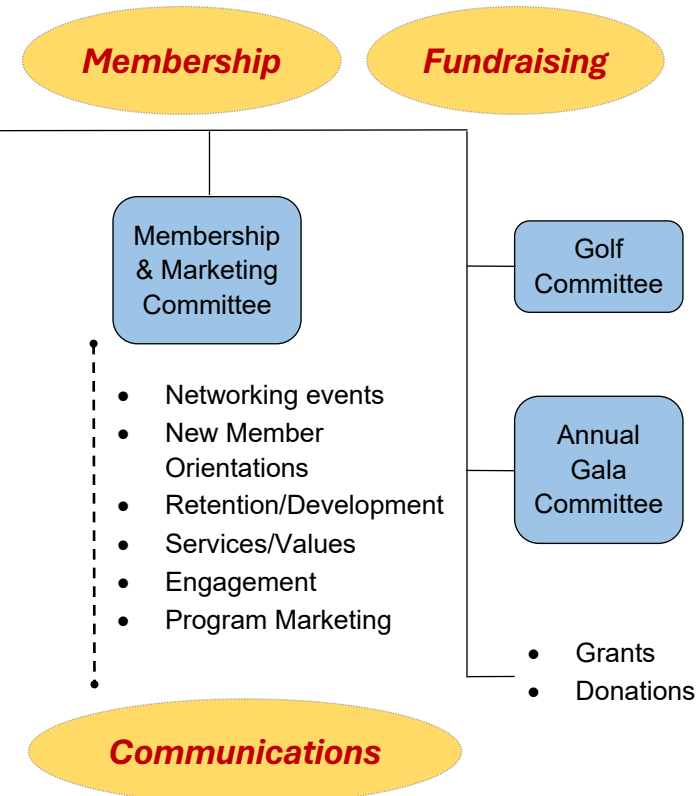 Membership
Fundraising
Membership
& Marketing
Committee
• Networking events
• New Member
Orientations
• Retention/Development
• Services/Values
• Engagement
• Program Marketing
Golf
Committee
Annual
Gala
Committee
• Grants
• Donations
Communications